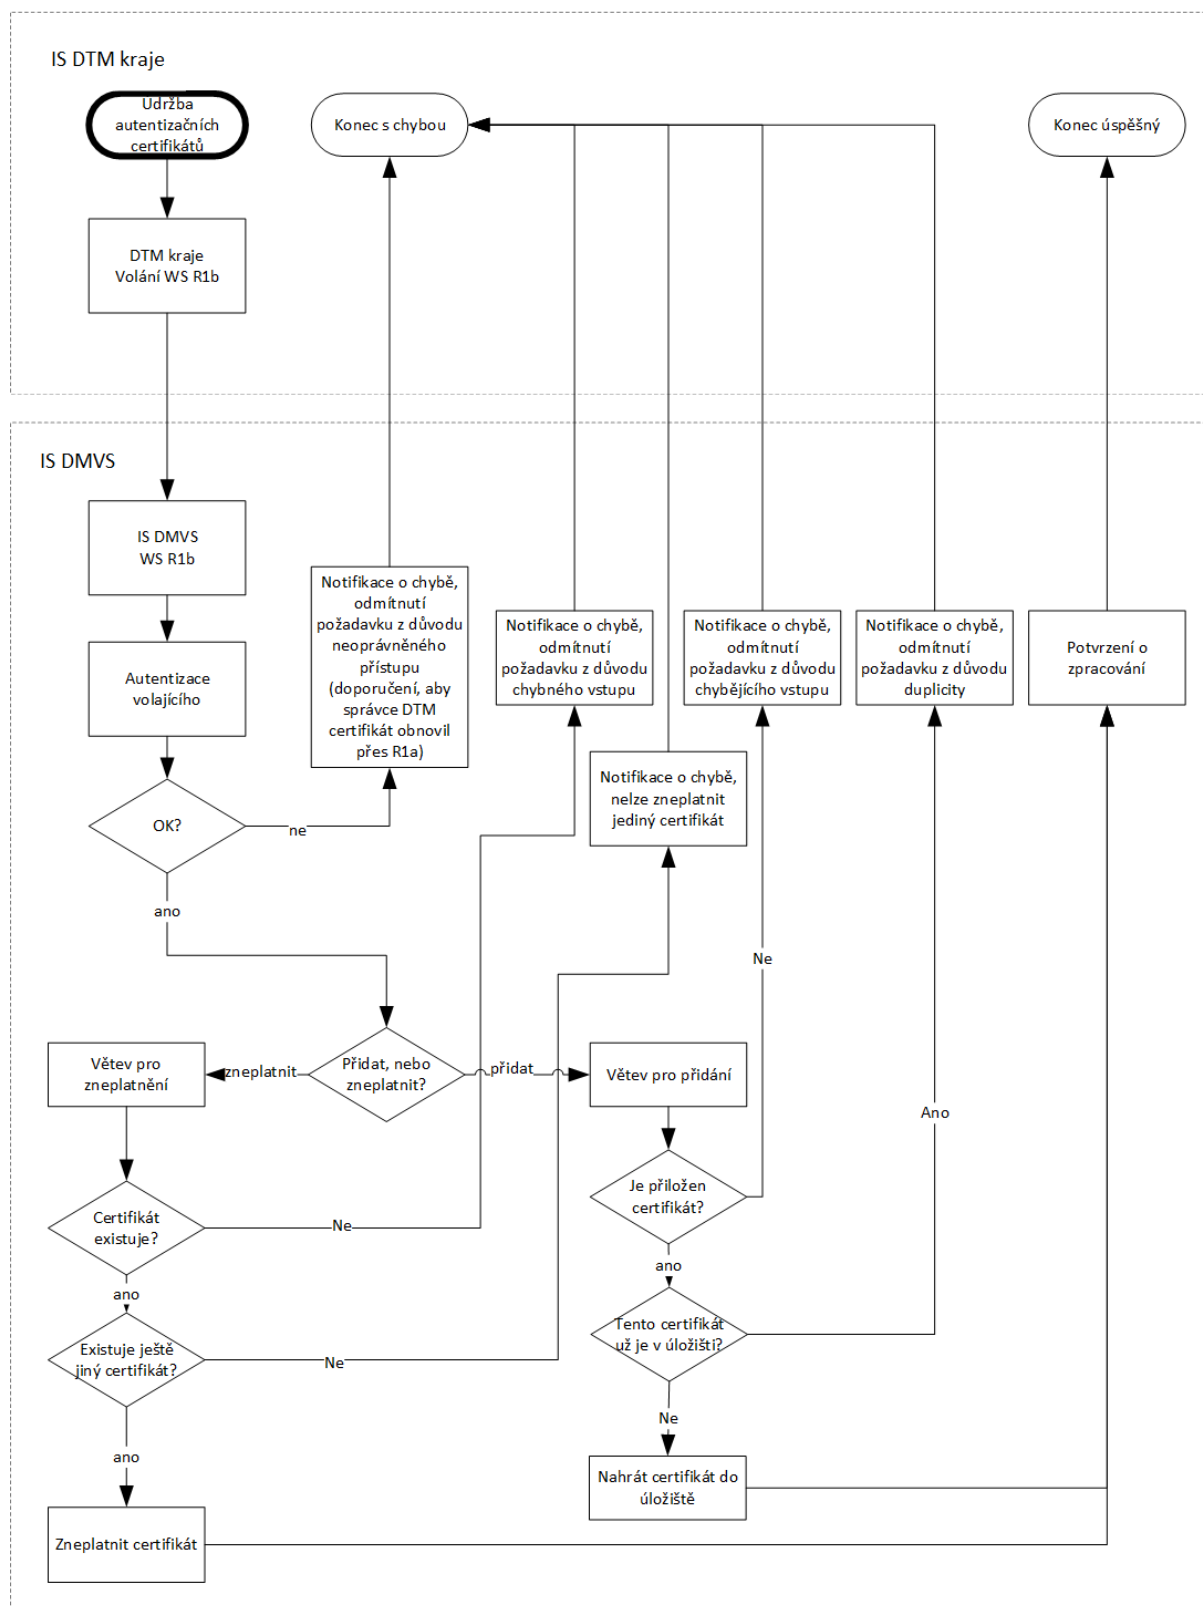 IS DTM kraje
Údržba
autentizačních
certifikátů
Konec s chybou
Konec úspěšný
DTM kraje
Volání WS R1b
IS DMVS
IS DMVS
WS R1b
Autentizace
volajícího
Notifikace o chybě,
odmítnutí
požadavku z důvodu
neoprávněného
přístupu
(doporučení, aby
správce DTM
certifikát obnovil
přes R1a)
Notifikace o chybě,
odmítnutí
požadavku z důvodu
chybného vstupu
Notifikace o chybě,
odmítnutí
požadavku z důvodu
chybějícího vstupu
Notifikace o chybě,
odmítnutí
požadavku z důvodu
duplicity
Potvrzení o
zpracování
Notifikace o chybě,
nelze zneplatnit
jediný certifikát
OK?
ne
ano
Ne
Větev pro
zneplatnění
zneplatnit
Přidat, nebo
zneplatnit?
přidat
Větev pro přidání
Ano
Certifikát
existuje?
Ne
Je přiložen
certifikát?
ano
ano
Existuje ještě
jiný certifikát?
Ne
Tento certifikát
už je v úložišti?
Ne
ano
Nahrát certifikát do
úložiště
Zneplatnit certifikát